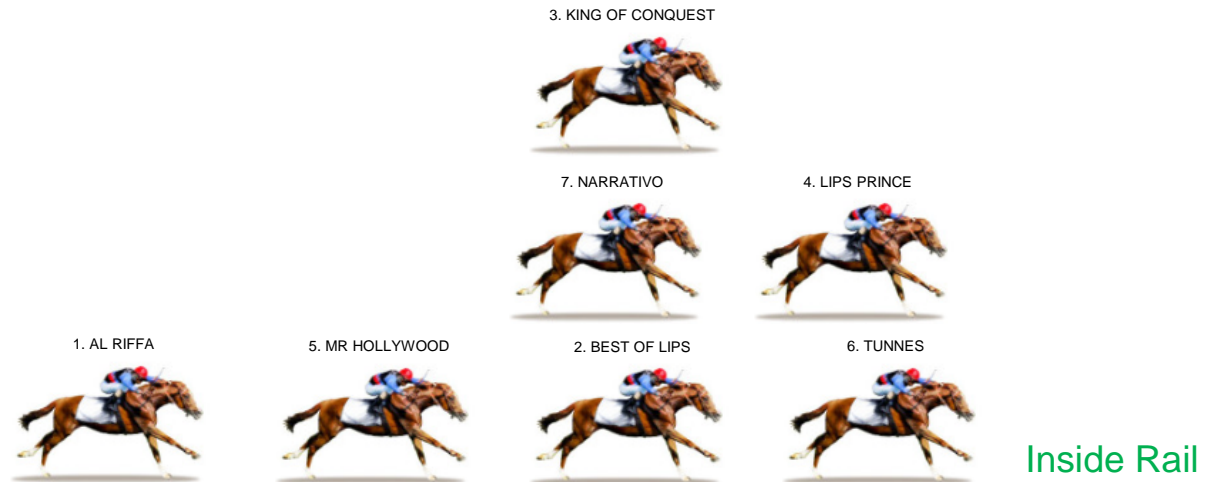 3. KING OF CONQUEST
7. NARRATIVO
4. LIPS PRINCE
1. AL RIFFA
5. MR HOLLYWOOD
2. BEST OF LIPS
6. TUNNES
Inside Rail